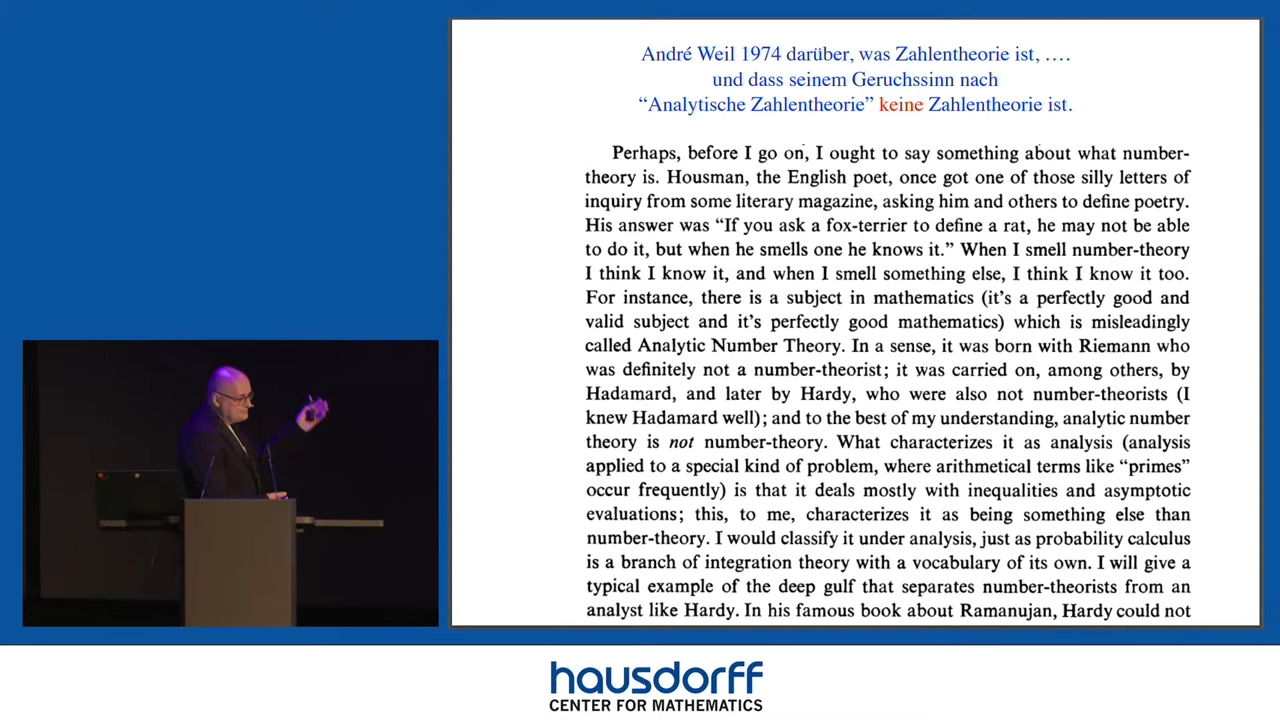 André Weil 1974 darüber, was Zahlentheorie ist, ….
und dass seinem Geruchssinn nach
“Analytische Zahlentheorie” keine Zahlentheorie ist.
Perhaps, before I go on, I ought to say something about what number-
theory is. Housman, the English poet, once got one of those silly letters of
inquiry from some literary magazine, asking him and others to define poetry.
His answer was “If you ask a fox-terrier to define a rat, he may not be able
to do it, but when he smells one he knows it.” When I smell number-theory
I think I know it, and when I smell something else, I think I know it too.
For instance, there is a subject in mathematics (it's a perfectly good and
valid subject and it's perfectly good mathematics) which is misleadingly
called Analytic Number Theory. In a sense, it was born with Riemann who
was definitely not a number-theorist; it was carried on, among others, by
Hadamard, and later by Hardy, who were also not number-theorists (I
knew Hadamard well); and to the best of my understanding, analytic number
theory is not number-theory. What characterizes it as analysis (analysis
applied to a special kind of problem, where arithmetical terms like “primes”
occur frequently) is that it deals mostly with inequalities and asymptotic
evaluations; this, to me, characterizes it as being something else than
number-theory. I would classify it under analysis, just as probability calculus
is a branch of integration theory with a vocabulary of its own. I will give a
typical example of the deep gulf that separates number-theorists from an
analyst like Hardy. In his famous book about Ramanujan, Hardy could not
hausdorff
CENTER FOR MATHEMATICS